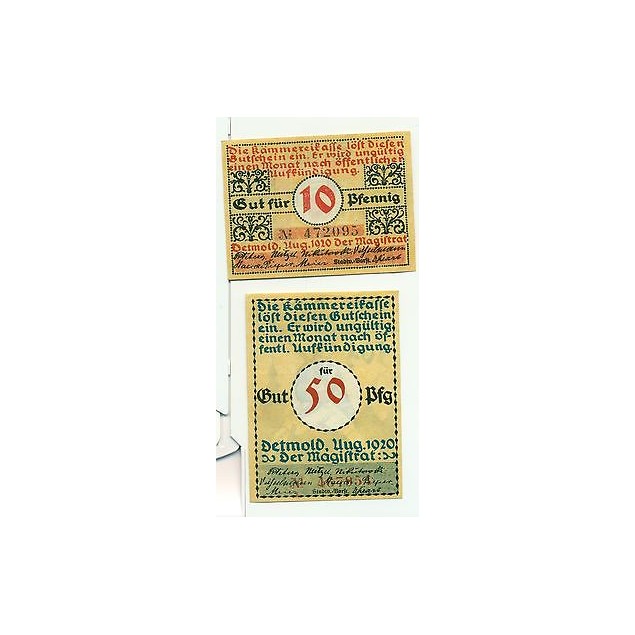 Die Kämmereikasse löst diesen
Gutschein ein. Er wird ungültig
einen Monat nach öffentlicher
Aufkündigung.
Gut für 10 Pfennig
№ 472095
Detmold, Aug. 1920 Der Magistrat
Die Kämmereikasse
löst diesen Gutschein
ein. Er wird ungültig
einen Monat nach öf-
fentl. Aufkündigung
für
Gut 50 Pfg
Detmold, Aug. 1920
Der Magistrat:
Meier